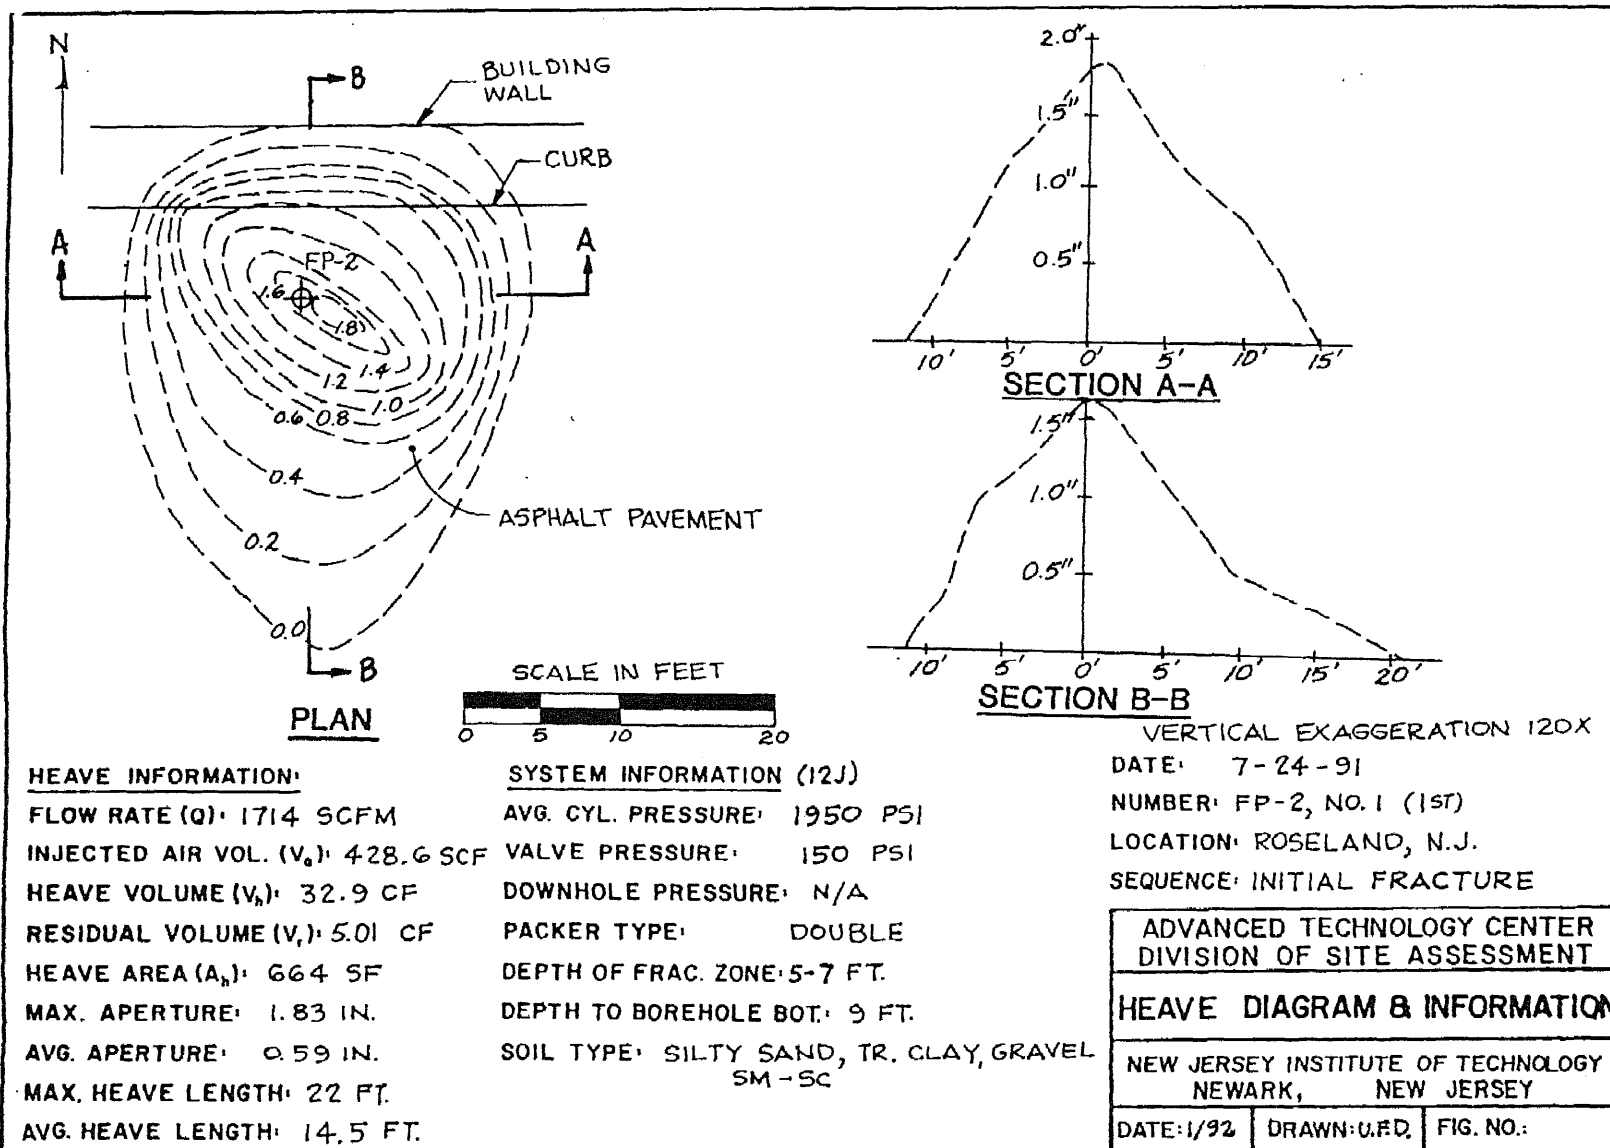 N
B
BUILDING
WALL
CURB
A
A
FP-2
1.6
1.8
1.4
1.2
1.0
0.6 0.8
0.4
ASPHALT PAVEMENT
0.2
0.0
B
PLAN
SCALE IN FEET
0 5 10 20
2.0"
1.5"
1.0"
0.5"
10' 5' 0' 5' 10' 15'
SECTION A-A
1.5"
1.0"
0.5"
10' 5' 0' 5' 10' 15' 20'
SECTION B-B
VERTICAL EXAGGERATION 120X
HEAVE INFORMATION:
FLOW RATE (Q): 1714 SCFM
INJECTED AIR VOL. (Va): 428.6 SCF
HEAVE VOLUME (Vh): 32.9 CF
RESIDUAL VOLUME (Vr): 5.01 CF
HEAVE AREA (Ah): 664 SF
MAX. APERTURE: 1.83 IN.
AVG. APERTURE: 0.59 IN.
MAX. HEAVE LENGTH: 22 FT.
AVG. HEAVE LENGTH: 14.5 FT.
SYSTEM INFORMATION (12J)
AVG. CYL. PRESSURE: 1950 PSI
VALVE PRESSURE: 150 PSI
DOWNHOLE PRESSURE: N/A
PACKER TYPE: DOUBLE
DEPTH OF FRAC. ZONE: 5-7 FT.
DEPTH TO BOREHOLE BOT.: 9 FT.
SOIL TYPE: SILTY SAND, TR. CLAY, GRAVEL
SM-SC
DATE: 7-24-91
NUMBER: FP-2, NO. 1 (1ST)
LOCATION: ROSELAND, N.J.
SEQUENCE: INITIAL FRACTURE
ADVANCED TECHNOLOGY CENTER
DIVISION OF SITE ASSESSMENT
HEAVE DIAGRAM & INFORMATION
NEW JERSEY INSTITUTE OF TECHNOLOGY
NEWARK, NEW JERSEY
DATE: 1/92 DRAWN: U.F.D. FIG. NO.: